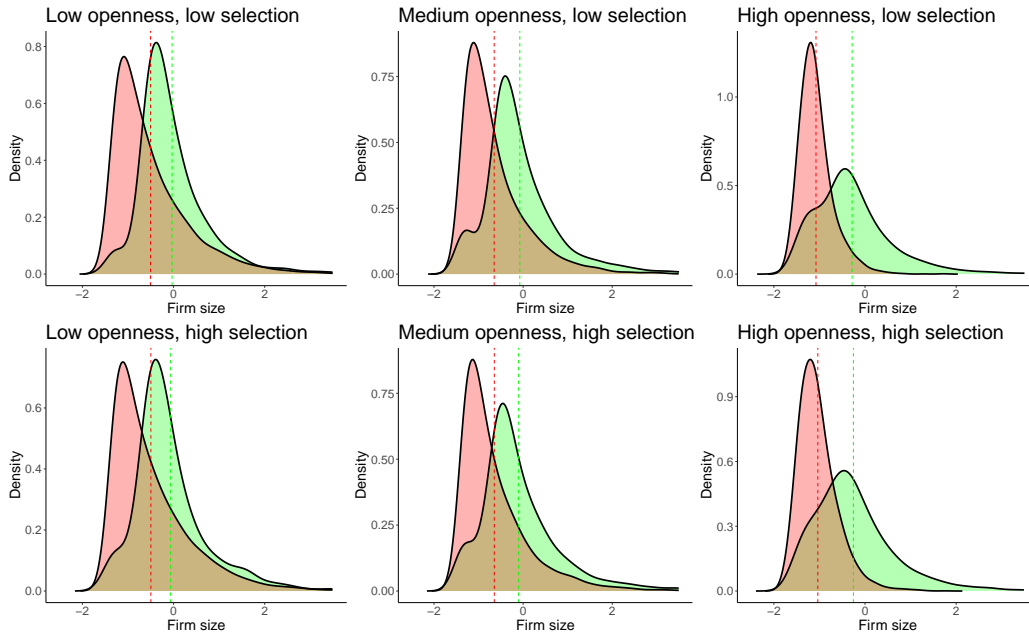 Low openness, low selection
Density
0.8
0.6
0.4
0.2
0.0
−2
0
2
Firm size
Medium openness, low selection
Density
0.75
0.50
0.25
0.00
−2
0
2
Firm size
High openness, low selection
Density
1.0
0.5
0.0
−2
0
2
Firm size
Low openness, high selection
Density
0.6
0.4
0.2
0.0
−2
0
2
Firm size
Medium openness, high selection
Density
0.75
0.50
0.25
0.00
−2
0
2
Firm size
High openness, high selection
Density
0.9
0.6
0.3
0.0
−2
0
2
Firm size